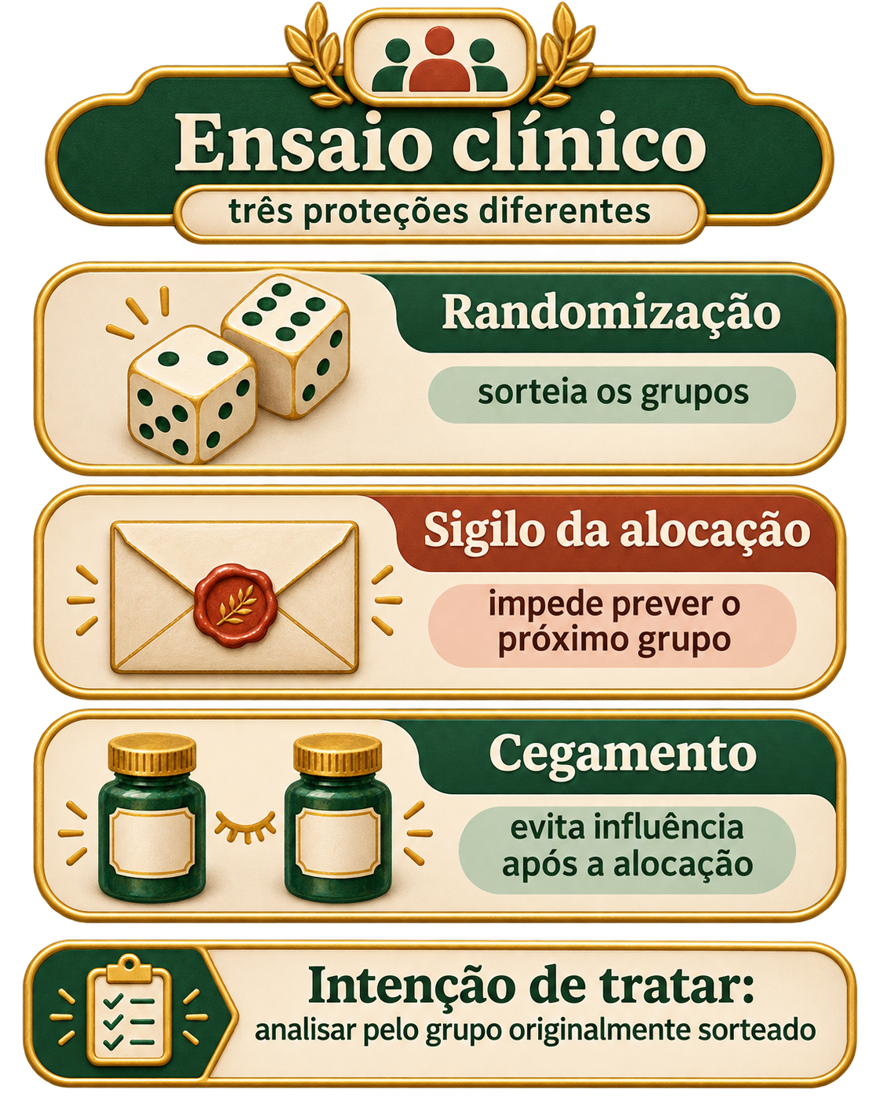 Ensaio clínico
três proteções diferentes
Randomização
sorteia os grupos
Sigilo da alocação
impede prever o
próximo grupo
Cegamento
evita influência
após a alocação
Intenção de tratar:
analisar pelo grupo originalmente sorteado